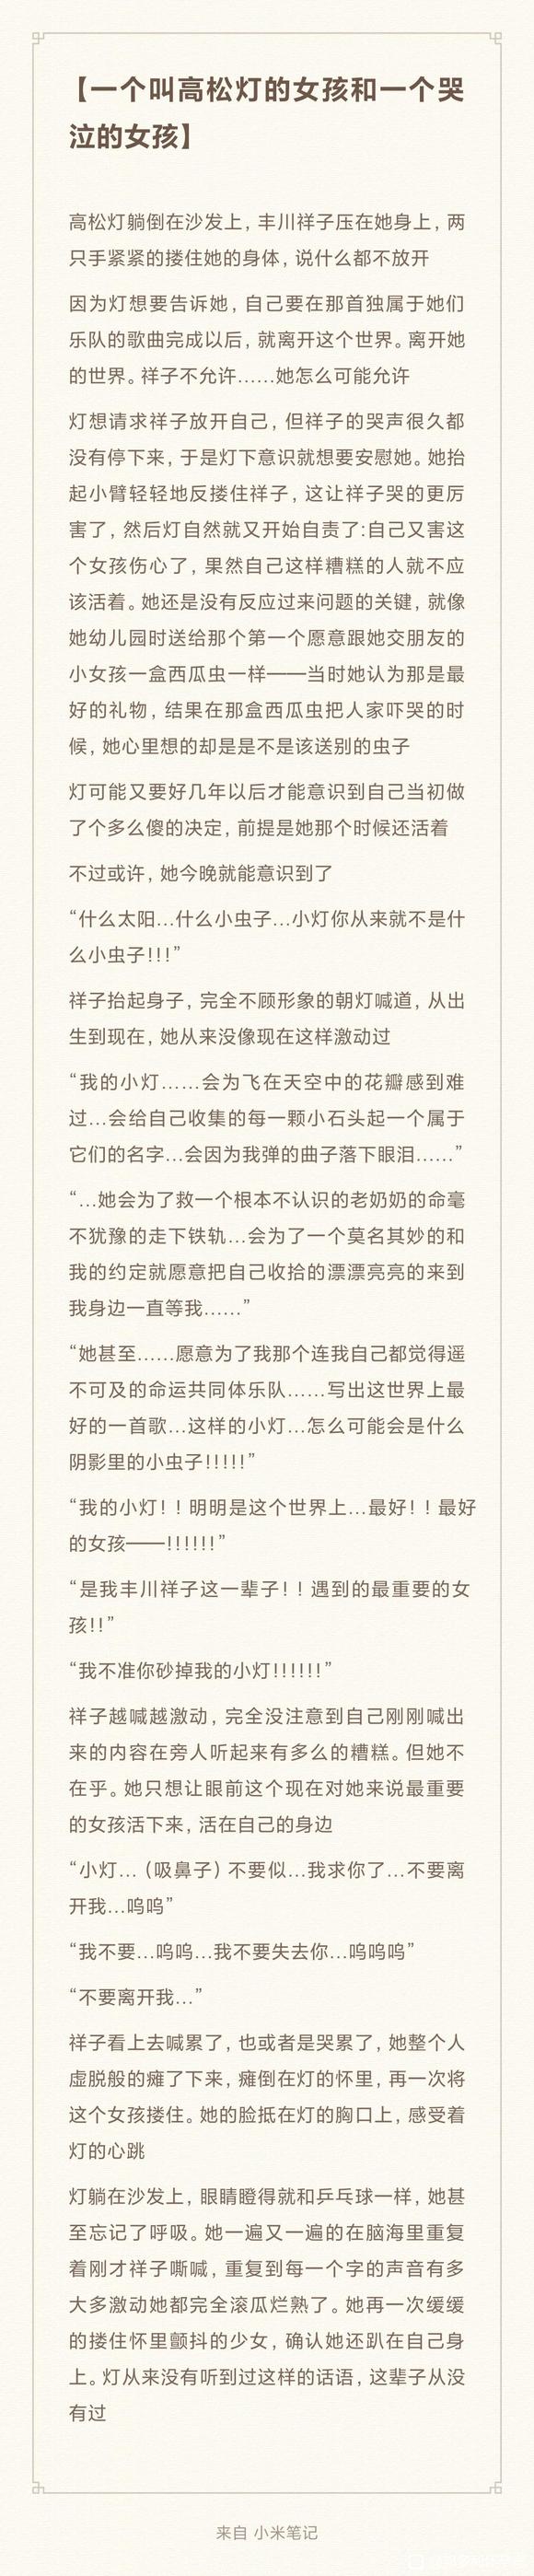 【一个叫高松灯的女孩和一个哭
泣的女孩】
高松灯躺倒在沙发上，丰川祥子压在她身上，两
只手紧紧的搂住她的身体，说什么都不放开
因为灯想要告诉她，自己要在那首独属于她们
乐队的歌曲完成以后，就离开这个世界。离开她
的世界。祥子不允许……她怎么可能允许
灯想请求祥子放开自己，但祥子的哭声很久都
没有停下来，于是灯下意识就想要安慰她。她抬
起小臂轻轻地反搂住祥子，这让祥子哭的更厉
害了，然后灯自然就又开始自责了：自己又害这
个女孩伤心了，果然自己这样糟糕的人就不应
该活着。她还是没有反应过来问题的关键，就像
她幼儿园时送给那个第一个愿意跟她交朋友的
小女孩一盒西瓜虫一样——当时她认为那是最
好的礼物，结果在那盒西瓜虫把人家吓哭的时
候，她心里想的却是是不是该送别的虫子
灯可能又要好几年以后才能意识到自己当初做
了个多么傻的决定，前提是她那个时候还活着
不过或许，她今晚就能意识到了
“什么太阳…什么小虫子…小灯你从来就不是什
么小虫子!!!”
祥子抬起身子，完全不顾形象的朝灯喊道，从出
生到现在，她从来没像现在这样激动过
“我的小灯……会为飞在天空中的花瓣感到难
过…会给自己收集的每一颗小石头起一个属于
它们的名字…会因为我弹的曲子落下眼泪……”
“…她会为了救一个根本不认识的老奶奶的命毫
不犹豫的走下铁轨…会为了一个莫名其妙的和
我的约定就愿意把自己收拾的漂漂亮亮的来到
我身边一直等我……”
“她甚至……愿意为了我那个连我自己都觉得遥
不可及的命运共同体乐队……写出这世界上最
好的一首歌…这样的小灯…怎么可能会是什么
阴影里的小虫子!!!!!”
“我的小灯！！明明是这个世界上…最好！！最好
的女孩——!!!!!!”
“是我丰川祥子这一辈子！！遇到的最重要的女
孩!!”
“我不准你砂掉我的小灯!!!!!!”
祥子越喊越激动，完全没注意到自己刚刚喊出
来的内容在旁人听起来有多么的糟糕。但她不
在乎。她只想让眼前这个现在对她来说最重要
的女孩活下来，活在自己的身边
“小灯…（吸鼻子）不要似…我求你了…不要离
开我…呜呜”
“我不要…呜呜…我不要失去你…呜呜呜”
“不要离开我…”
祥子看上去喊累了，也或者是哭累了，她整个人
虚脱般的瘫了下来，瘫倒在灯的怀里，再一次将
这个女孩搂住。她的脸抵在灯的胸口上，感受着
灯的心跳
灯躺在沙发上，眼睛瞪得就和乒乓球一样，她甚
至忘记了呼吸。她一遍又一遍的在脑海里重复
着刚才祥子嘶喊，重复到每一个字的声音有多
大多激动她都完全滚瓜烂熟了。她再一次缓缓
的搂住怀里颤抖的少女，确认她还趴在自己身
上。灯从来没有听到过这样的话语，这辈子从没
有过
来自 小米笔记